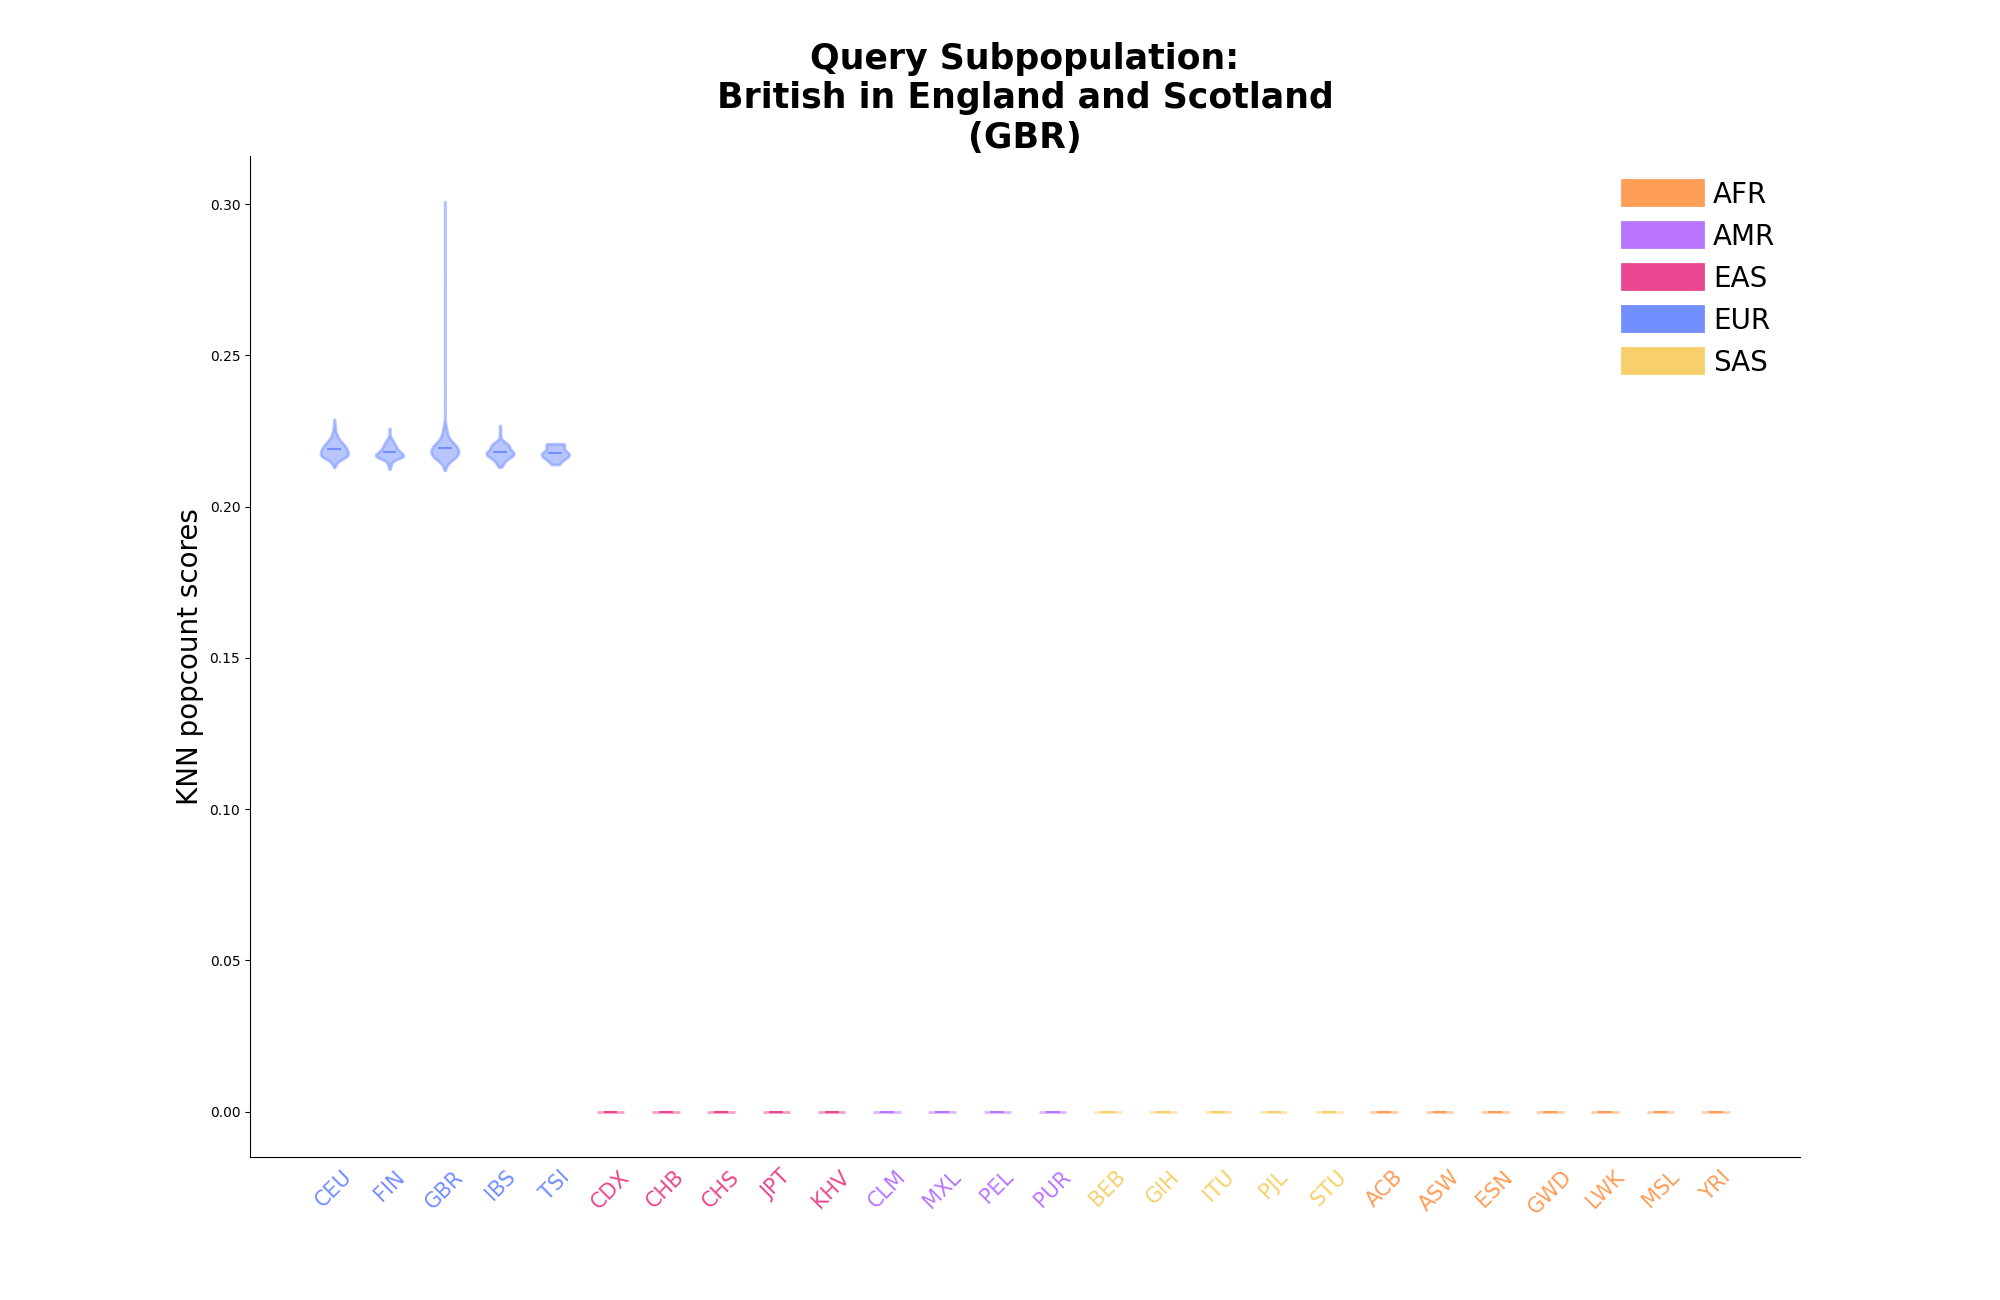 Query Subpopulation:
British in England and Scotland
(GBR)
AFR
AMR
EAS
EUR
SAS
KNN popcount scores
0.30
0.25
0.20
0.15
0.10
0.05
0.00
CEU FIN GBR IBS TSI CDX CHB CHS JPT KHV CLM MXL PEL PUR BEB GIH ITU PJL STU ACB ASW ESN GWD LWK MSL YRI